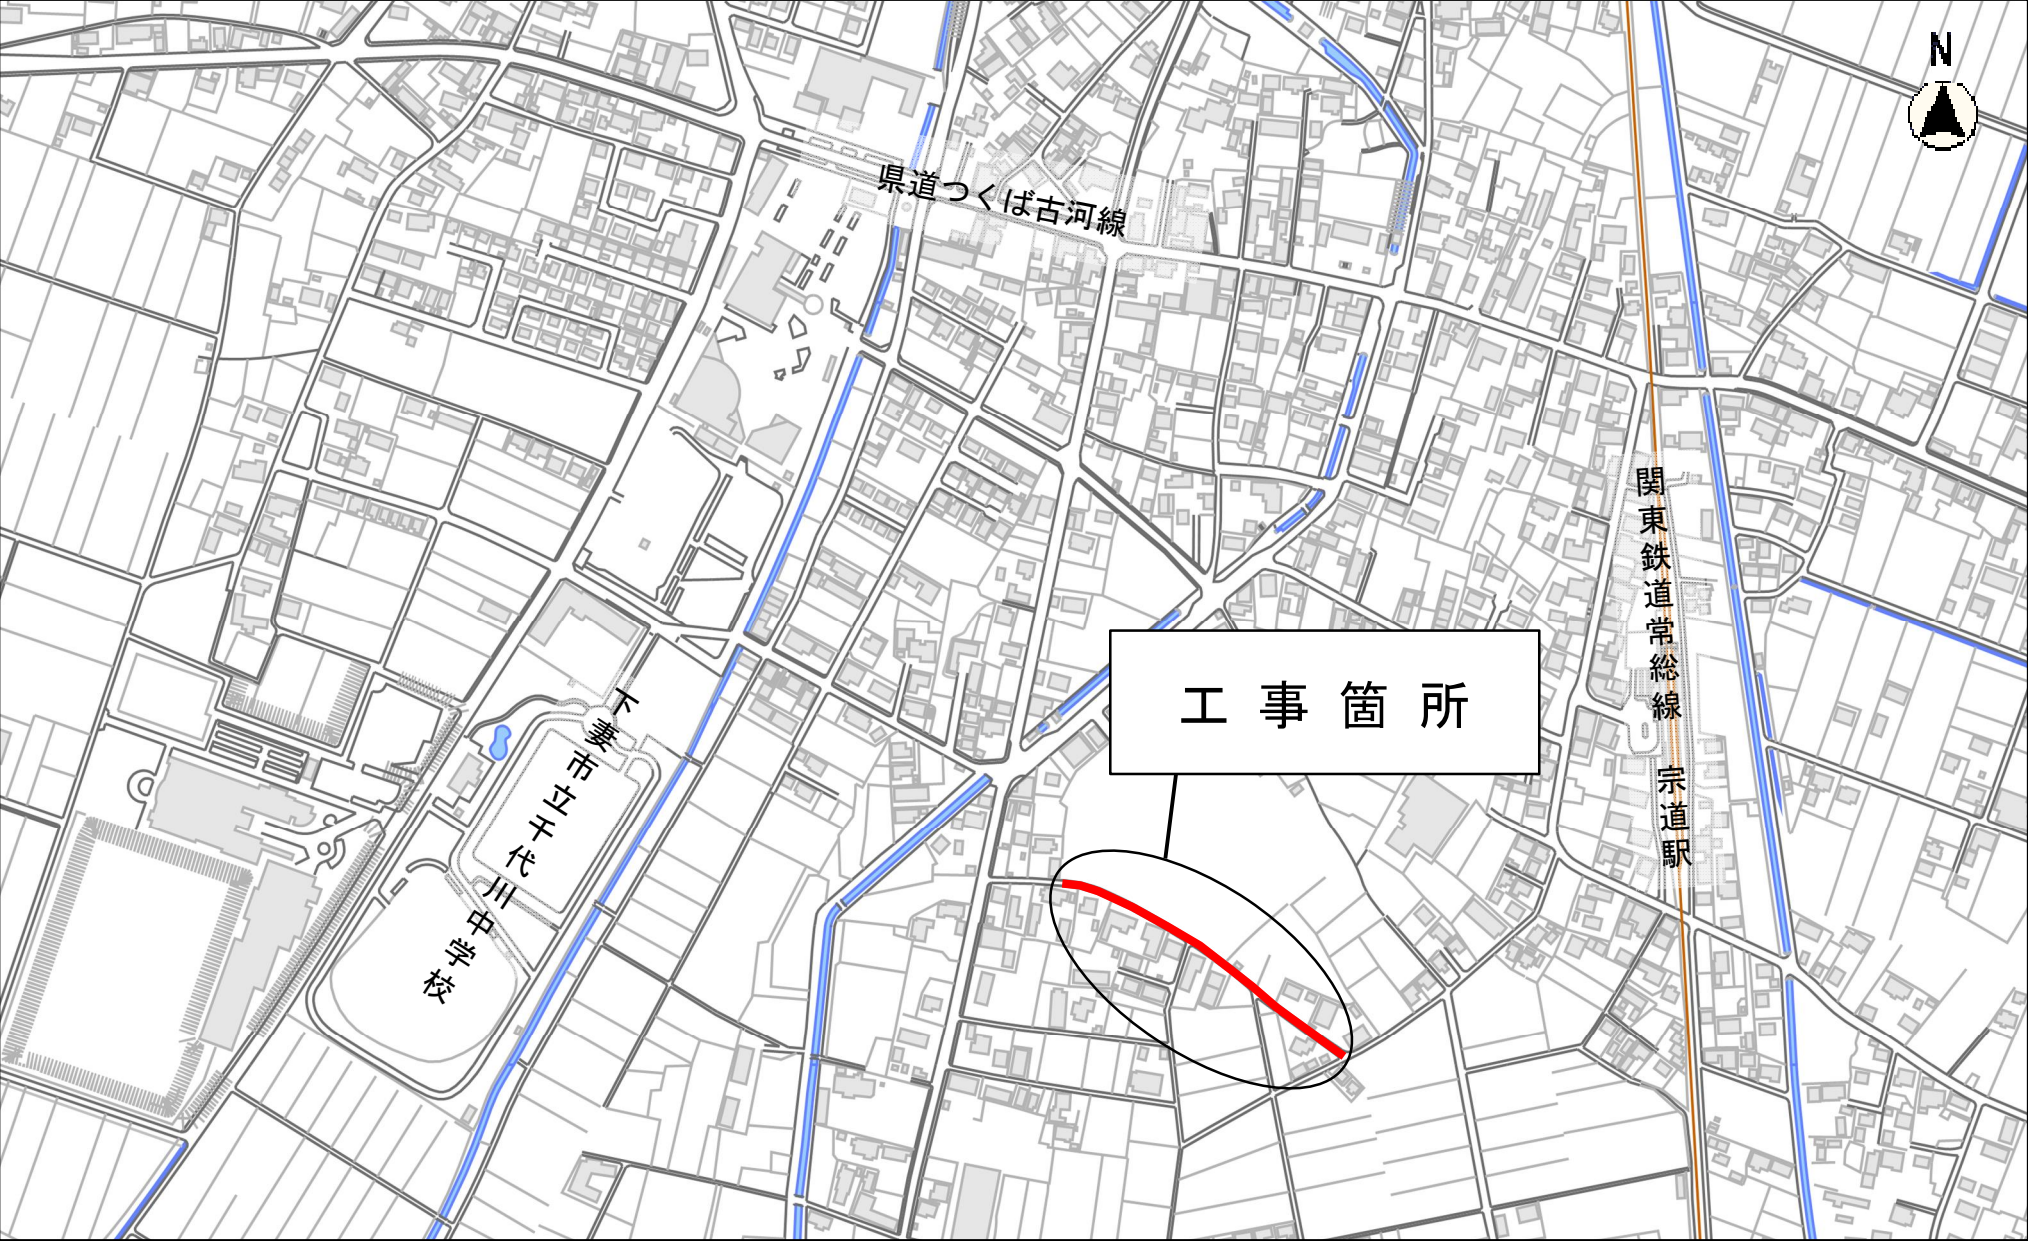 N
県道つくば古河線
関東鉄道常総線
宗道駅
工事箇所
下妻市立千代川中学校